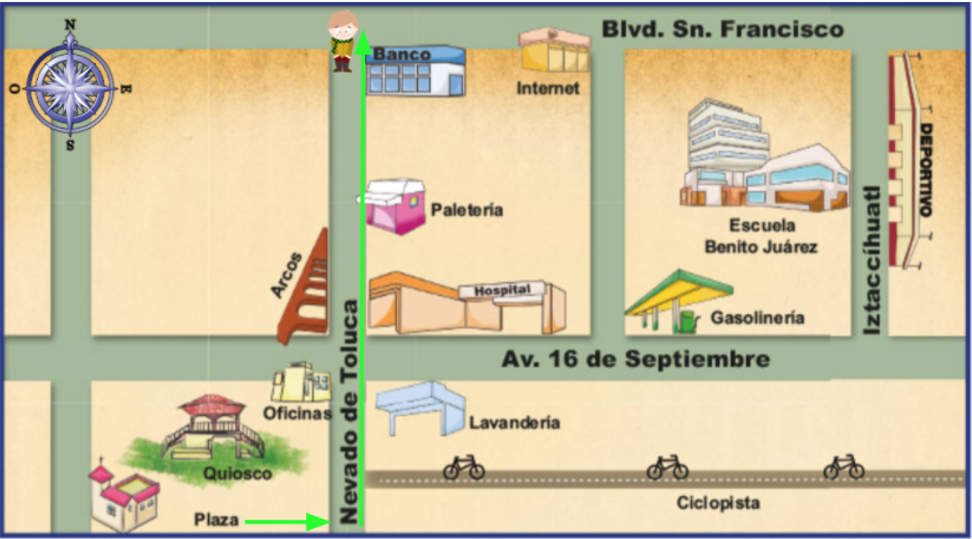 N
O
E
S
Blvd. Sn. Francisco
Banco
Internet
DEPORTIVO
Paletería
Escuela
Benito Juárez
Iztaccíhuatl
Arcos
Hospital
Gasolinería
Nevado de Toluca
Av. 16 de Septiembre
Oficinas
Lavandería
Quiosco
Ciclopista
Plaza